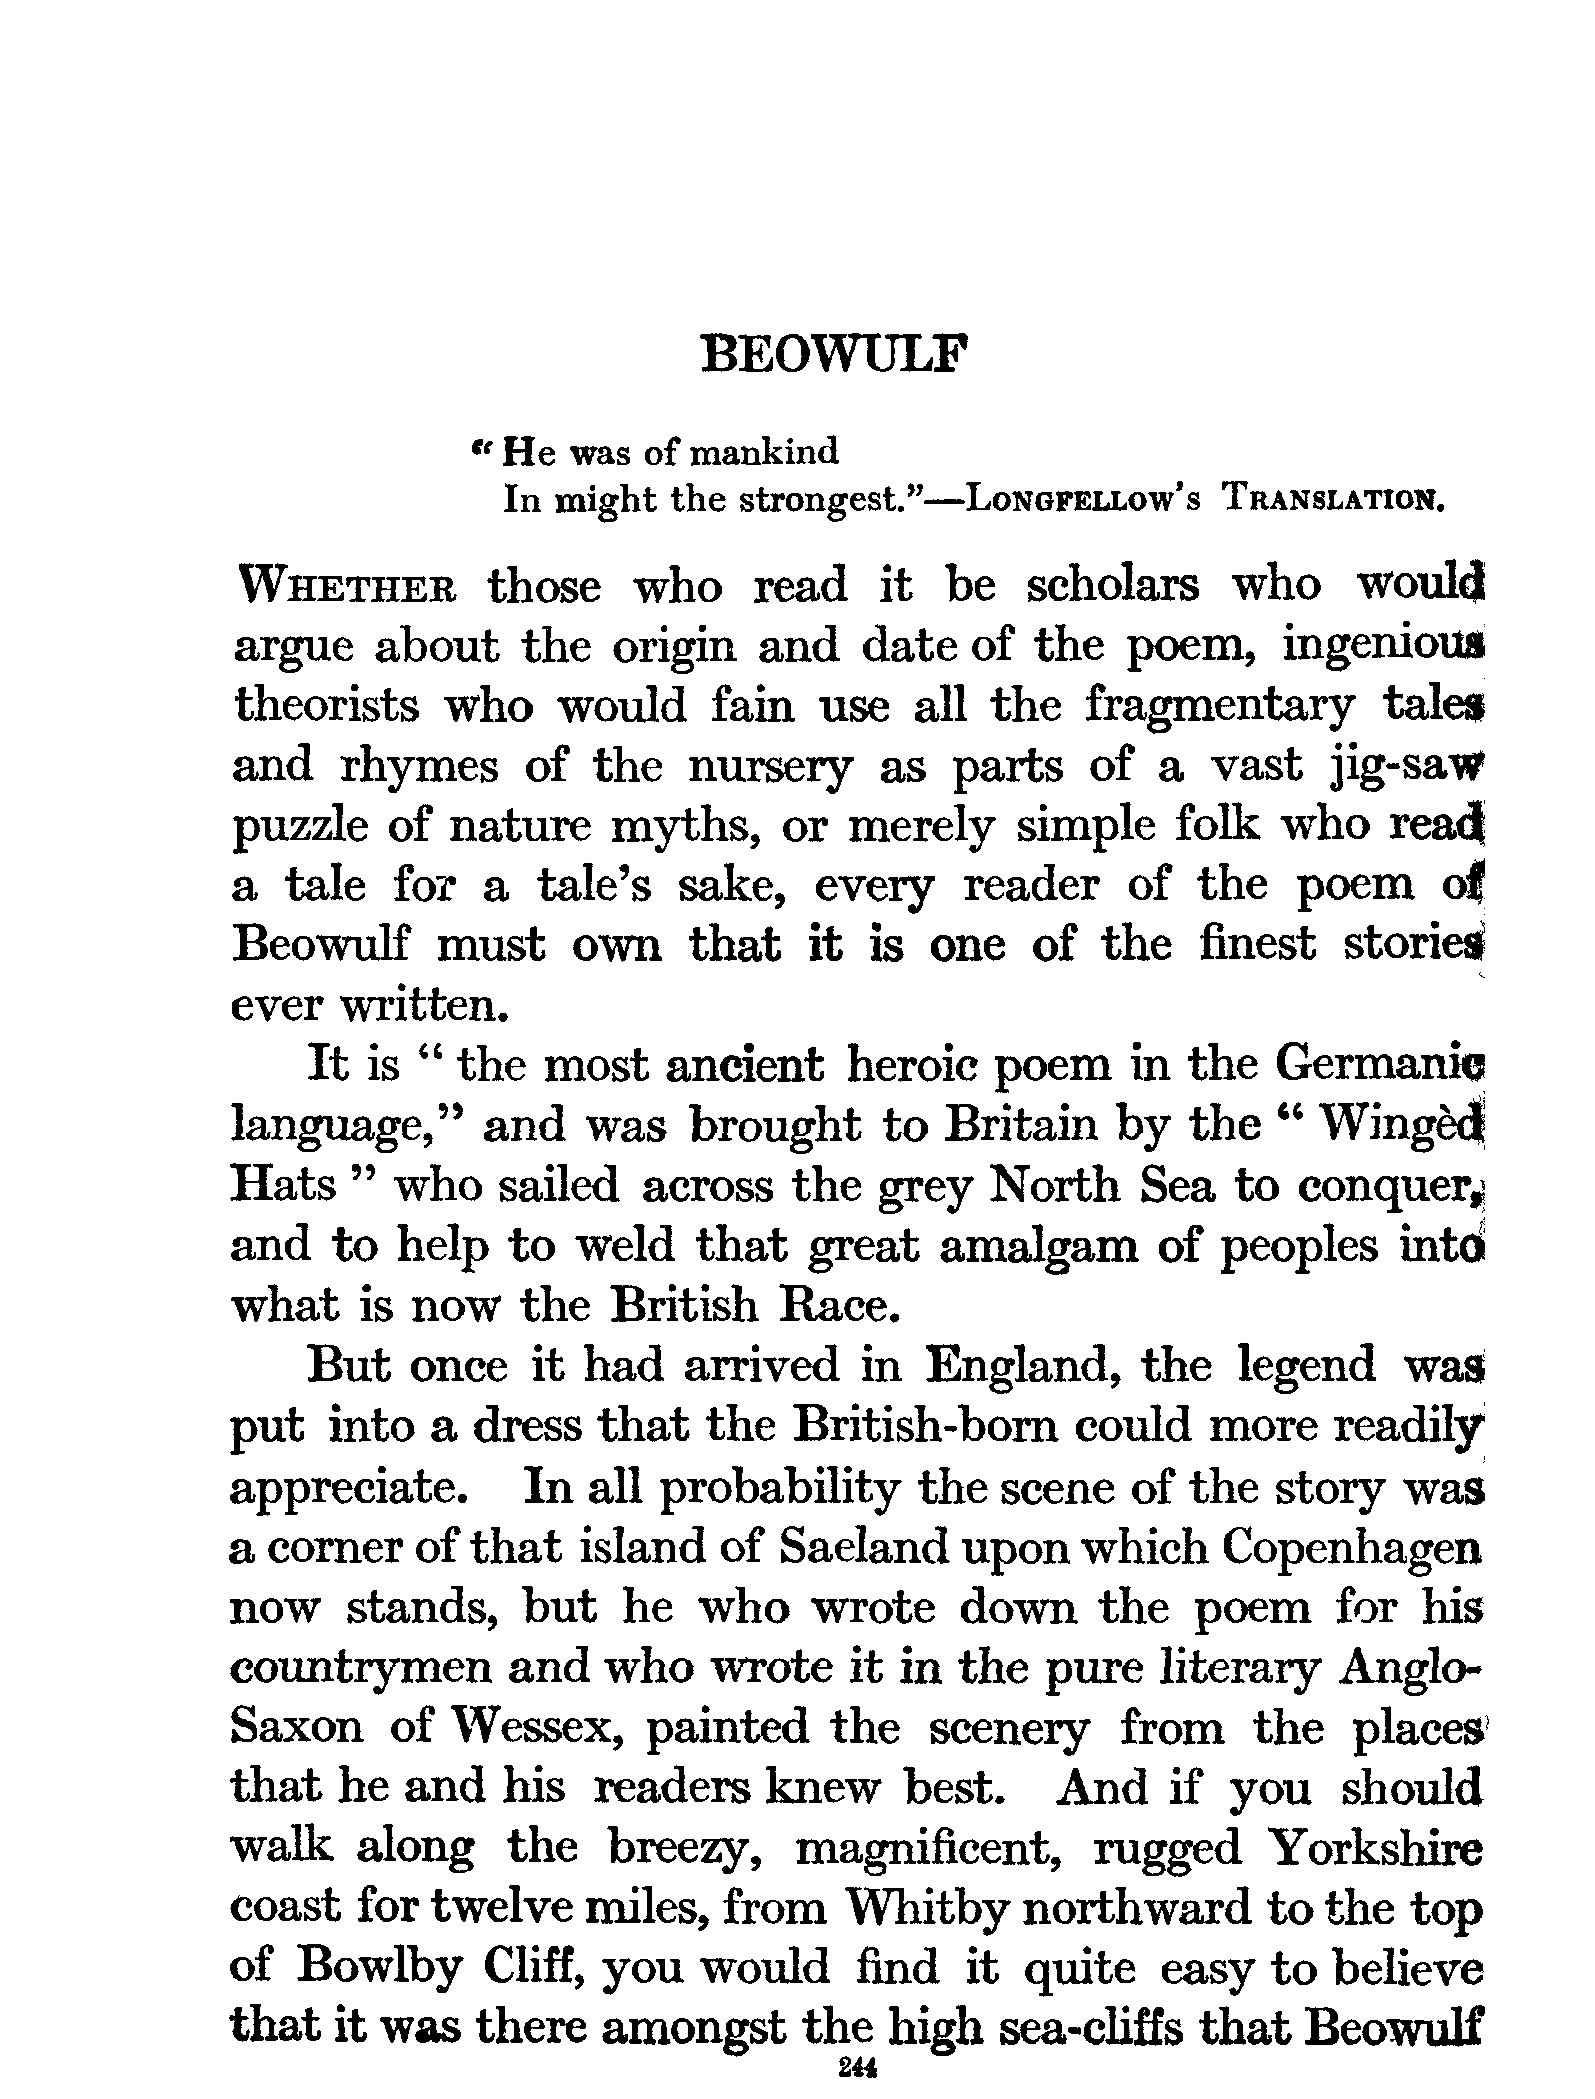 BEOWULF
“ He was of mankind
In might the strongest.”—LONGFELLOW’S TRANSLATION.
WHETHER those who read it be scholars who would
argue about the origin and date of the poem, ingenious
theorists who would fain use all the fragmentary tales
and rhymes of the nursery as parts of a vast jig-saw
puzzle of nature myths, or merely simple folk who read
a tale for a tale’s sake, every reader of the poem of
Beowulf must own that it is one of the finest stories
ever written.
It is “ the most ancient heroic poem in the Germanic
language,” and was brought to Britain by the “ Wingèd
Hats ” who sailed across the grey North Sea to conquer,
and to help to weld that great amalgam of peoples into
what is now the British Race.
But once it had arrived in England, the legend was
put into a dress that the British-born could more readily
appreciate. In all probability the scene of the story was
a corner of that island of Saeland upon which Copenhagen
now stands, but he who wrote down the poem for his
countrymen and who wrote it in the pure literary Anglo-
Saxon of Wessex, painted the scenery from the places
that he and his readers knew best. And if you should
walk along the breezy, magnificent, rugged Yorkshire
coast for twelve miles, from Whitby northward to the top
of Bowlby Cliff, you would find it quite easy to believe
that it was there amongst the high sea-cliffs that Beowulf
244